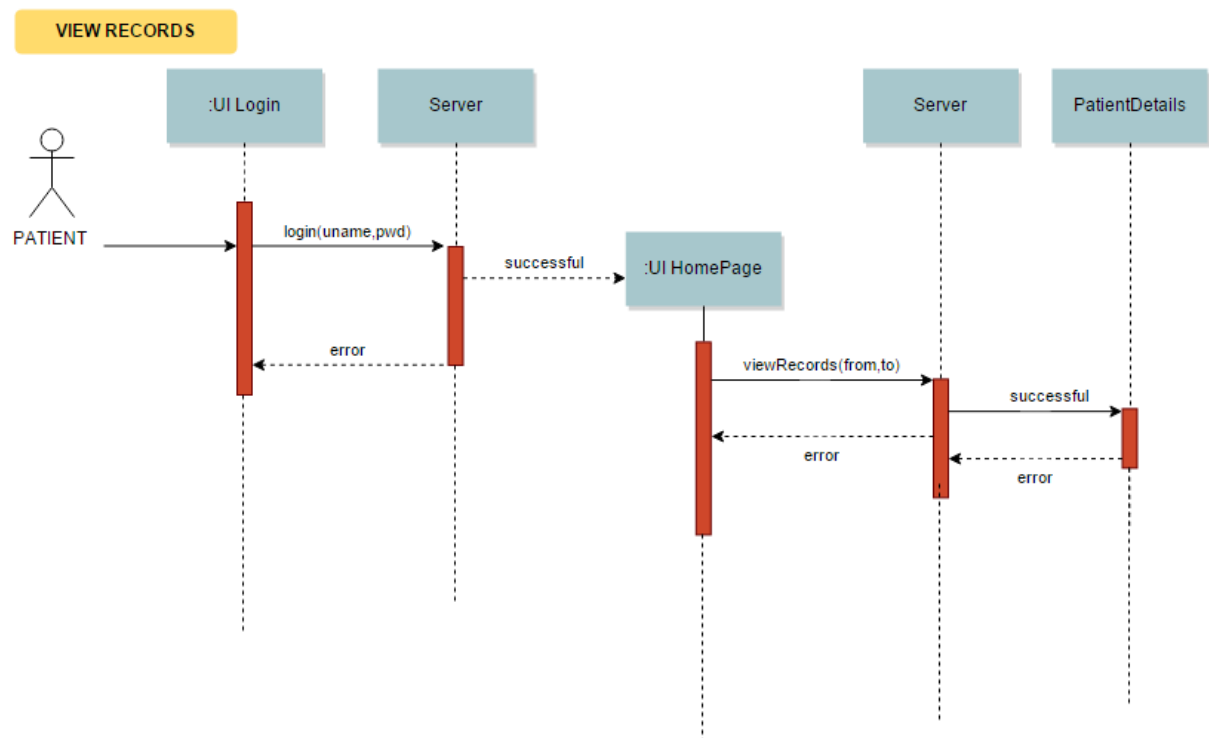 VIEW RECORDS
:UI Login
Server
Server
PatientDetails
PATIENT
login(uname,pwd)
successful
:UI HomePage
error
viewRecords(from,to)
successful
error
error